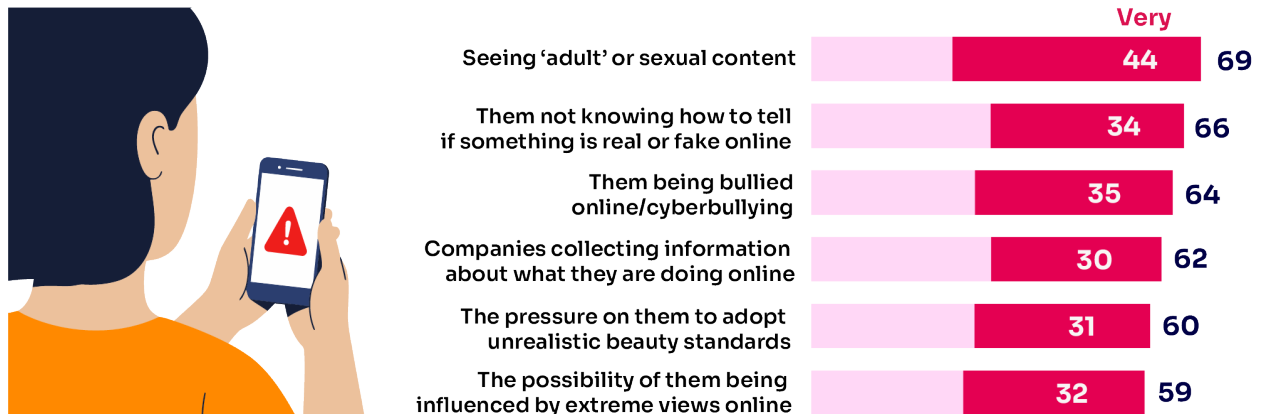 Very
Seeing ‘adult’ or sexual content
44 69
Them not knowing how to tell
if something is real or fake online
34 66
Them being bullied
online/cyberbullying
35 64
Companies collecting information
about what they are doing online
30 62
The pressure on them to adopt
unrealistic beauty standards
31 60
The possibility of them being
influenced by extreme views online
32 59